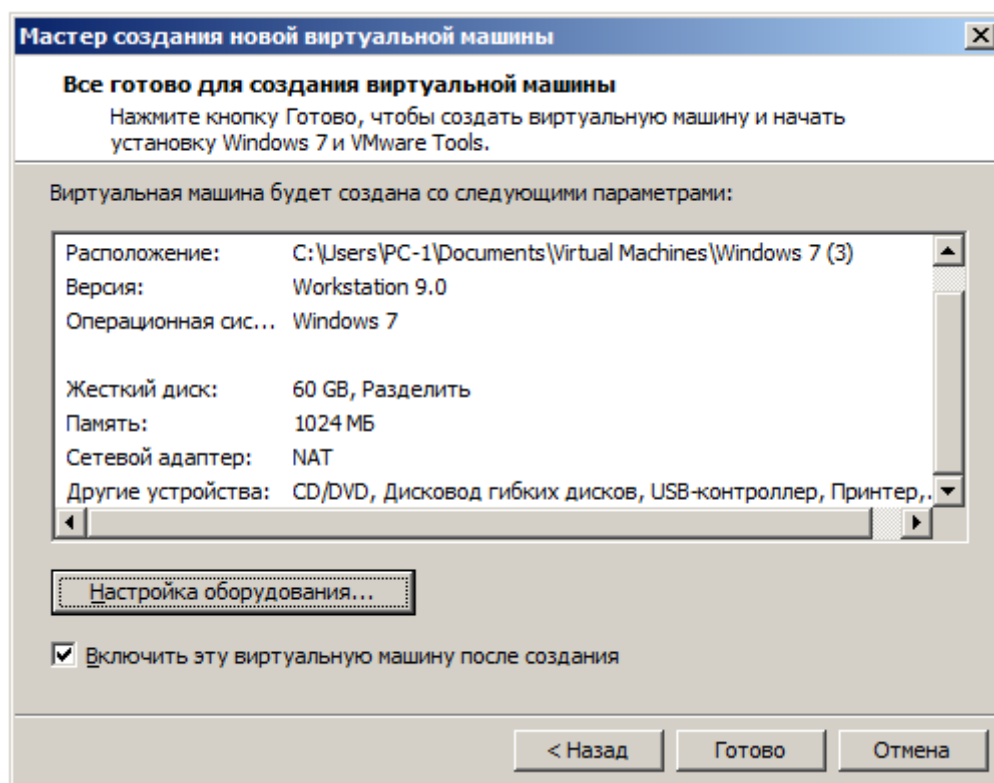 Мастер создания новой виртуальной машины
Все готово для создания виртуальной машины
Нажмите кнопку Готово, чтобы создать виртуальную машину и начать
установку Windows 7 и VMware Tools.
Виртуальная машина будет создана со следующими параметрами:
Расположение: C:\Users\PC-1\Documents\Virtual Machines\Windows 7 (3)
Версия: Workstation 9.0
Операционная сис... Windows 7
Жесткий диск: 60 GB, Разделить
Память: 1024 МБ
Сетевой адаптер: NAT
Другие устройства: CD/DVD, Дисковод гибких дисков, USB-контроллер, Принтер,.
Настройка оборудования...
Включить эту виртуальную машину после создания
< Назад Готово Отмена